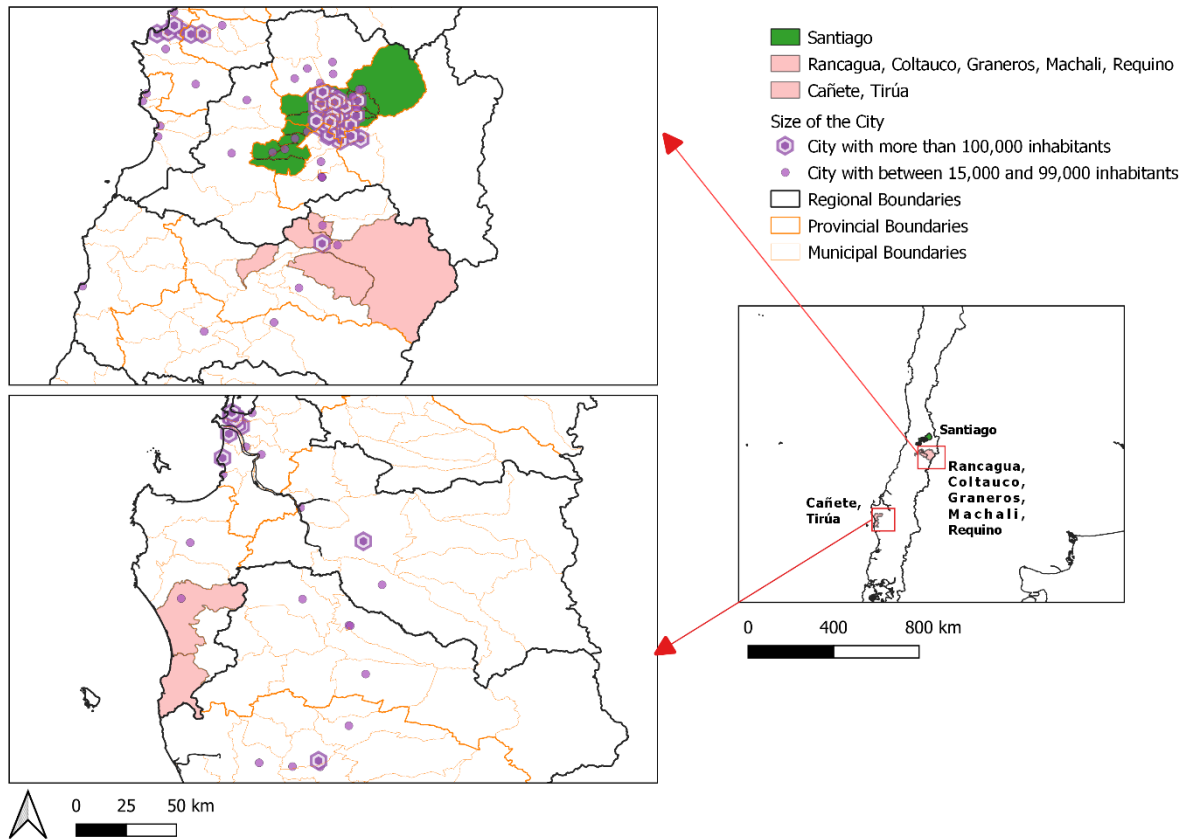 Santiago
Rancagua, Coltauco, Graneros, Machali, Requino
Cañete, Tirúa
Size of the City
City with more than 100,000 inhabitants
City with between 15,000 and 99,000 inhabitants
Regional Boundaries
Provincial Boundaries
Municipal Boundaries
Santiago
Rancagua,
Coltauco,
Graneros,
Machali,
Requino
Cañete,
Tirúa
0 400 800 km
0 25 50 km